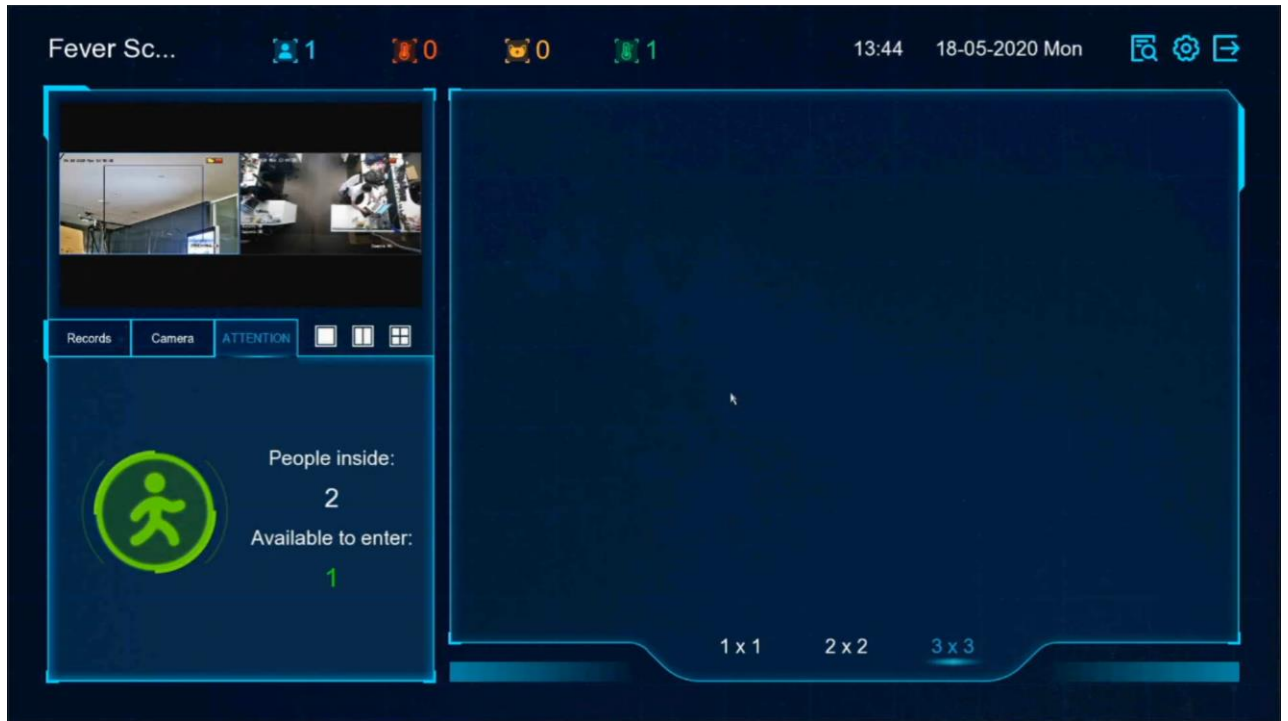 Fever Sc...
1
0
0
1
13:44
18-05-2020 Mon
Records
Camera
ATTENTION
People inside:
2
Available to enter:
1
1 x 1
2 x 2
3 x 3